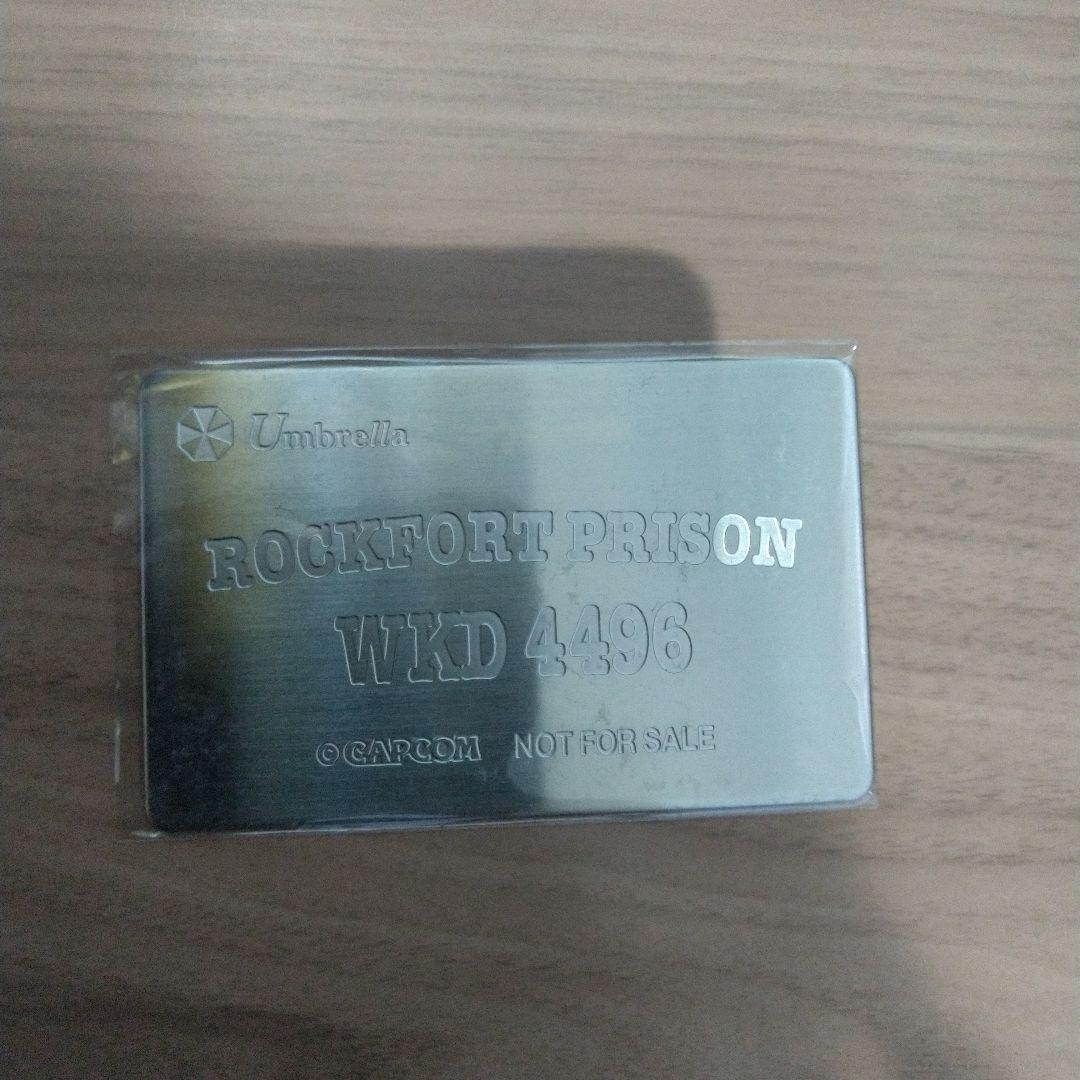 Umbrella
ROCKFORT PRISON
WKD 4496
©CAPCOM NOT FOR SALE